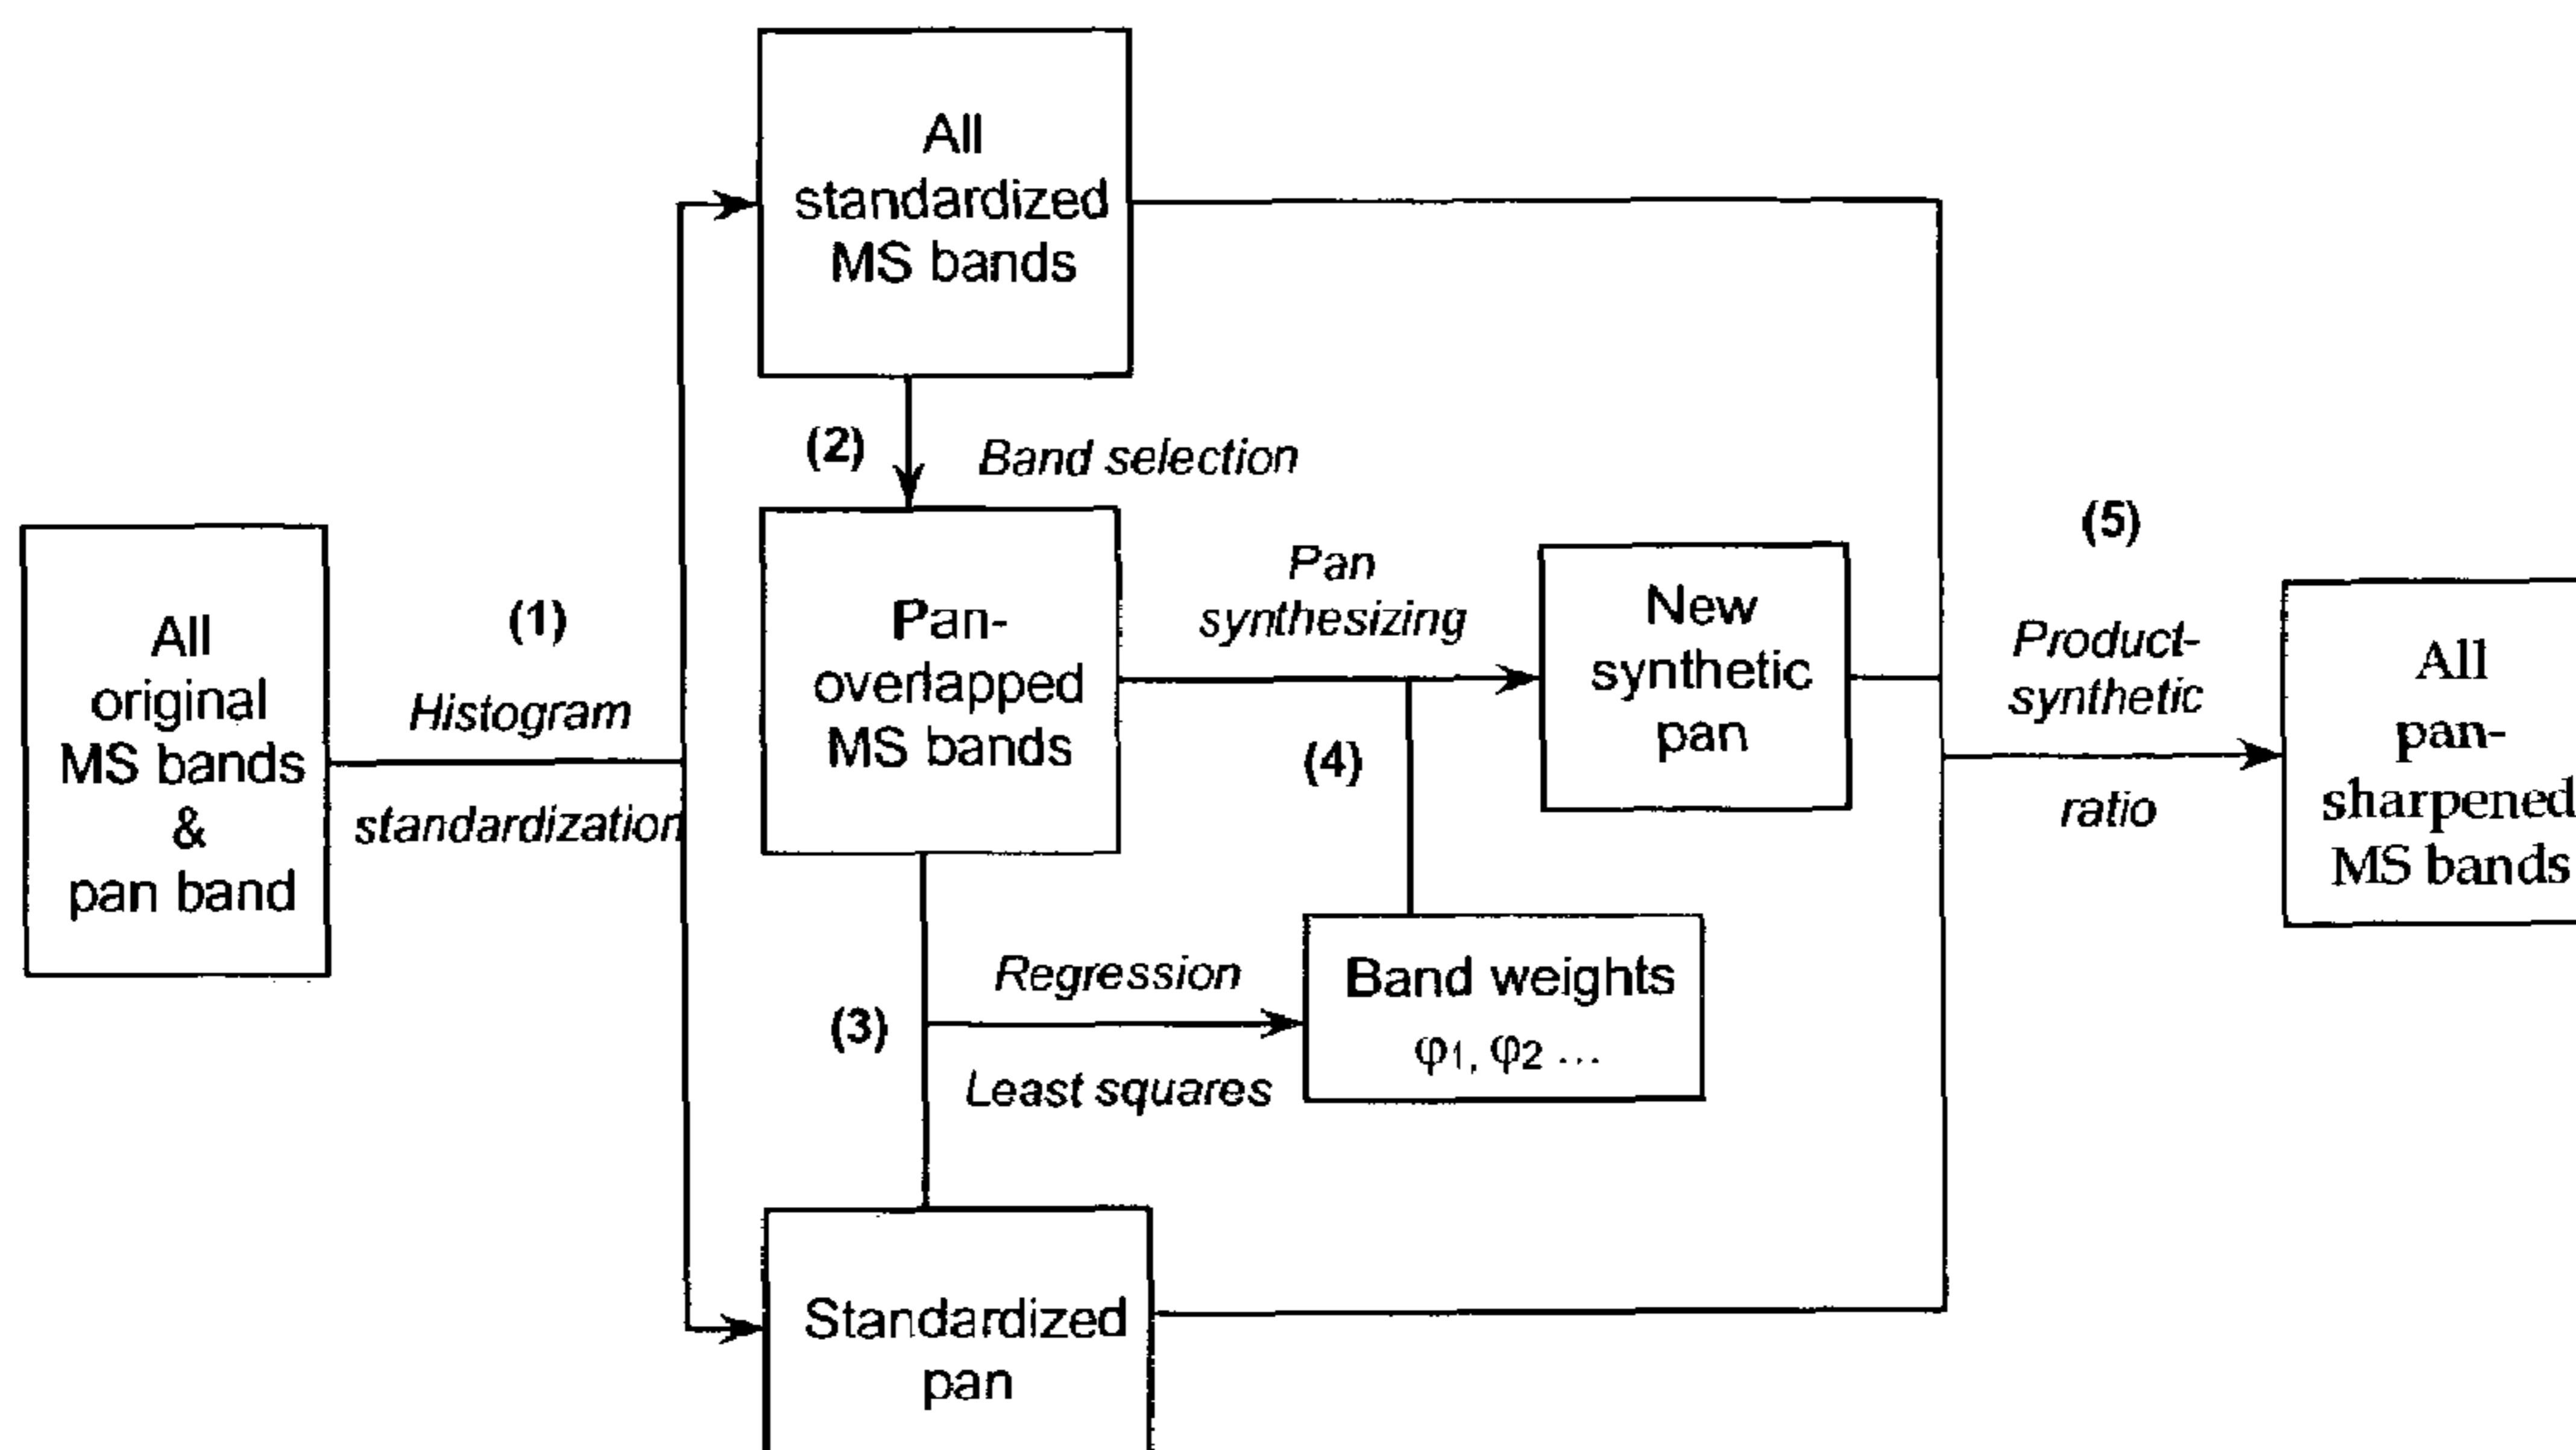 All
standardized
MS bands
(2)
Band selection
All
original
MS bands
&
pan band
(1)
Histogram
standardization
Pan-
overlapped
MS bands
Pan
synthesizing
(4)
New
synthetic
pan
(5)
Product-
synthetic
ratio
All
pan-
sharpened
MS bands
(3)
Regression
Least squares
Band weights
φ1, φ2 ...
Standardized
pan